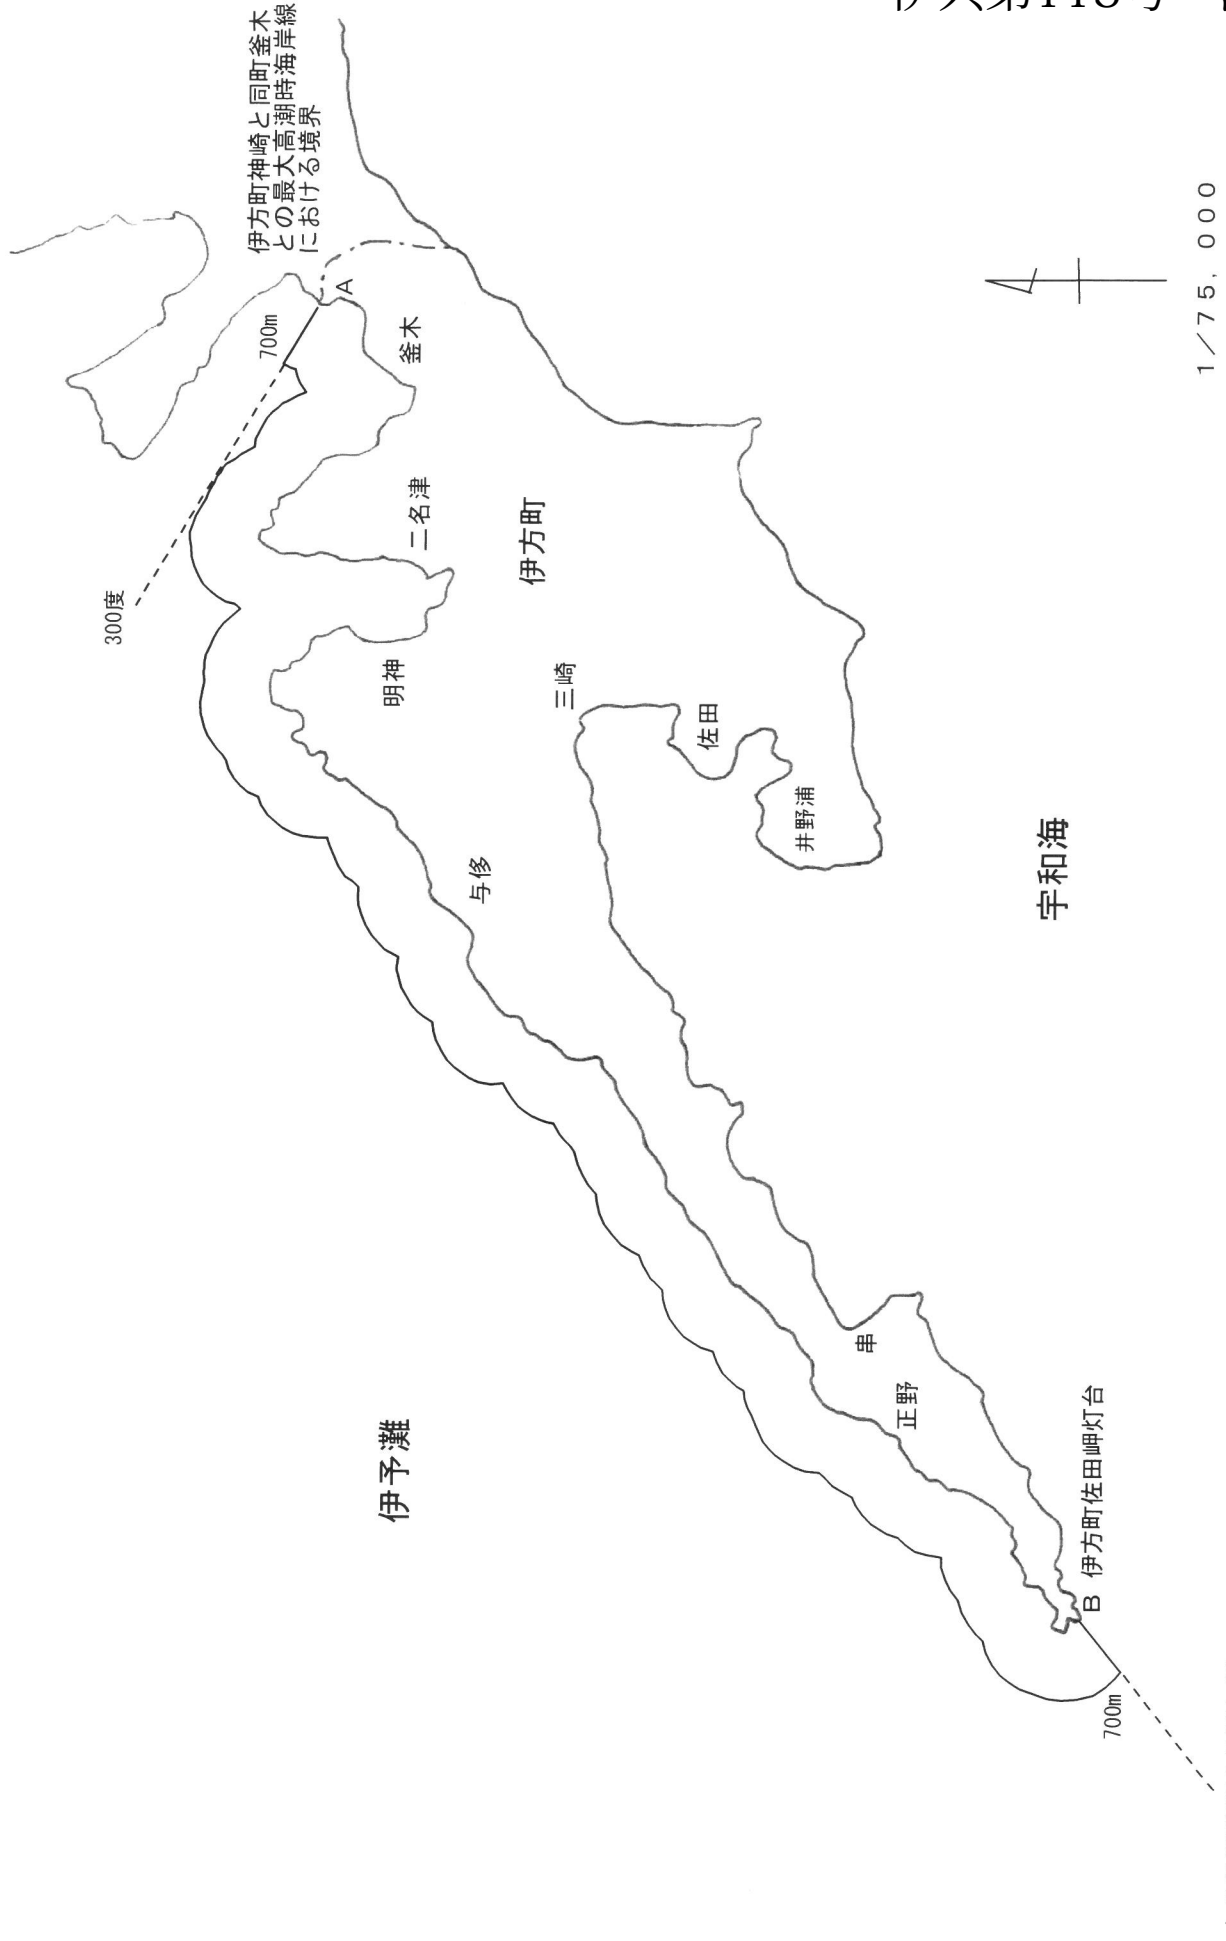 伊方町神崎と同町釜木
との最大高潮時海岸線
における境界
A
700m
釜木
300度
二名津
伊方町
明神
三崎
佐田
井野浦
与侈
宇和海
伊予灘
串
正野
B 伊方町佐田岬灯台
700m
1/75,000